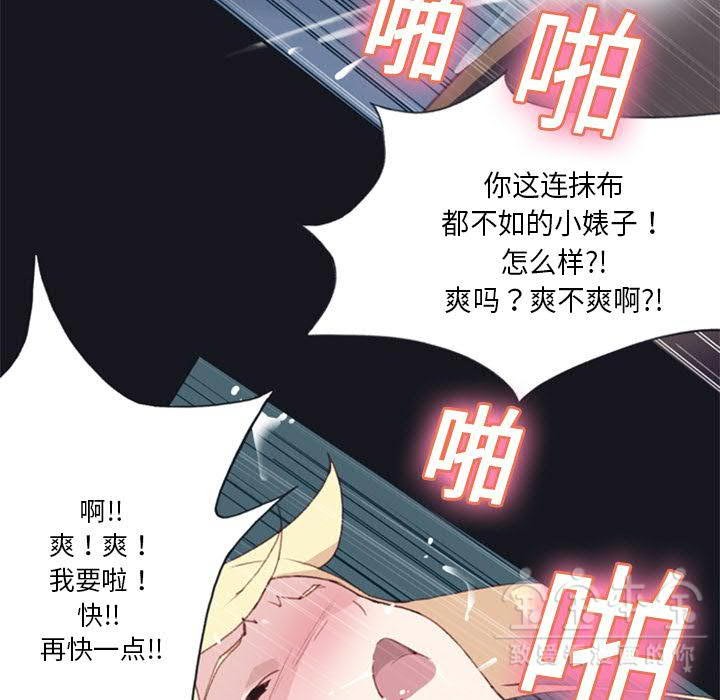 啪
啪
你这连抹布
都不如的小婊子！
怎么样?!
爽吗？爽不爽啊?!
啪
啊!!
爽！爽！
我要啦！
快!!
再快一点!!
啪